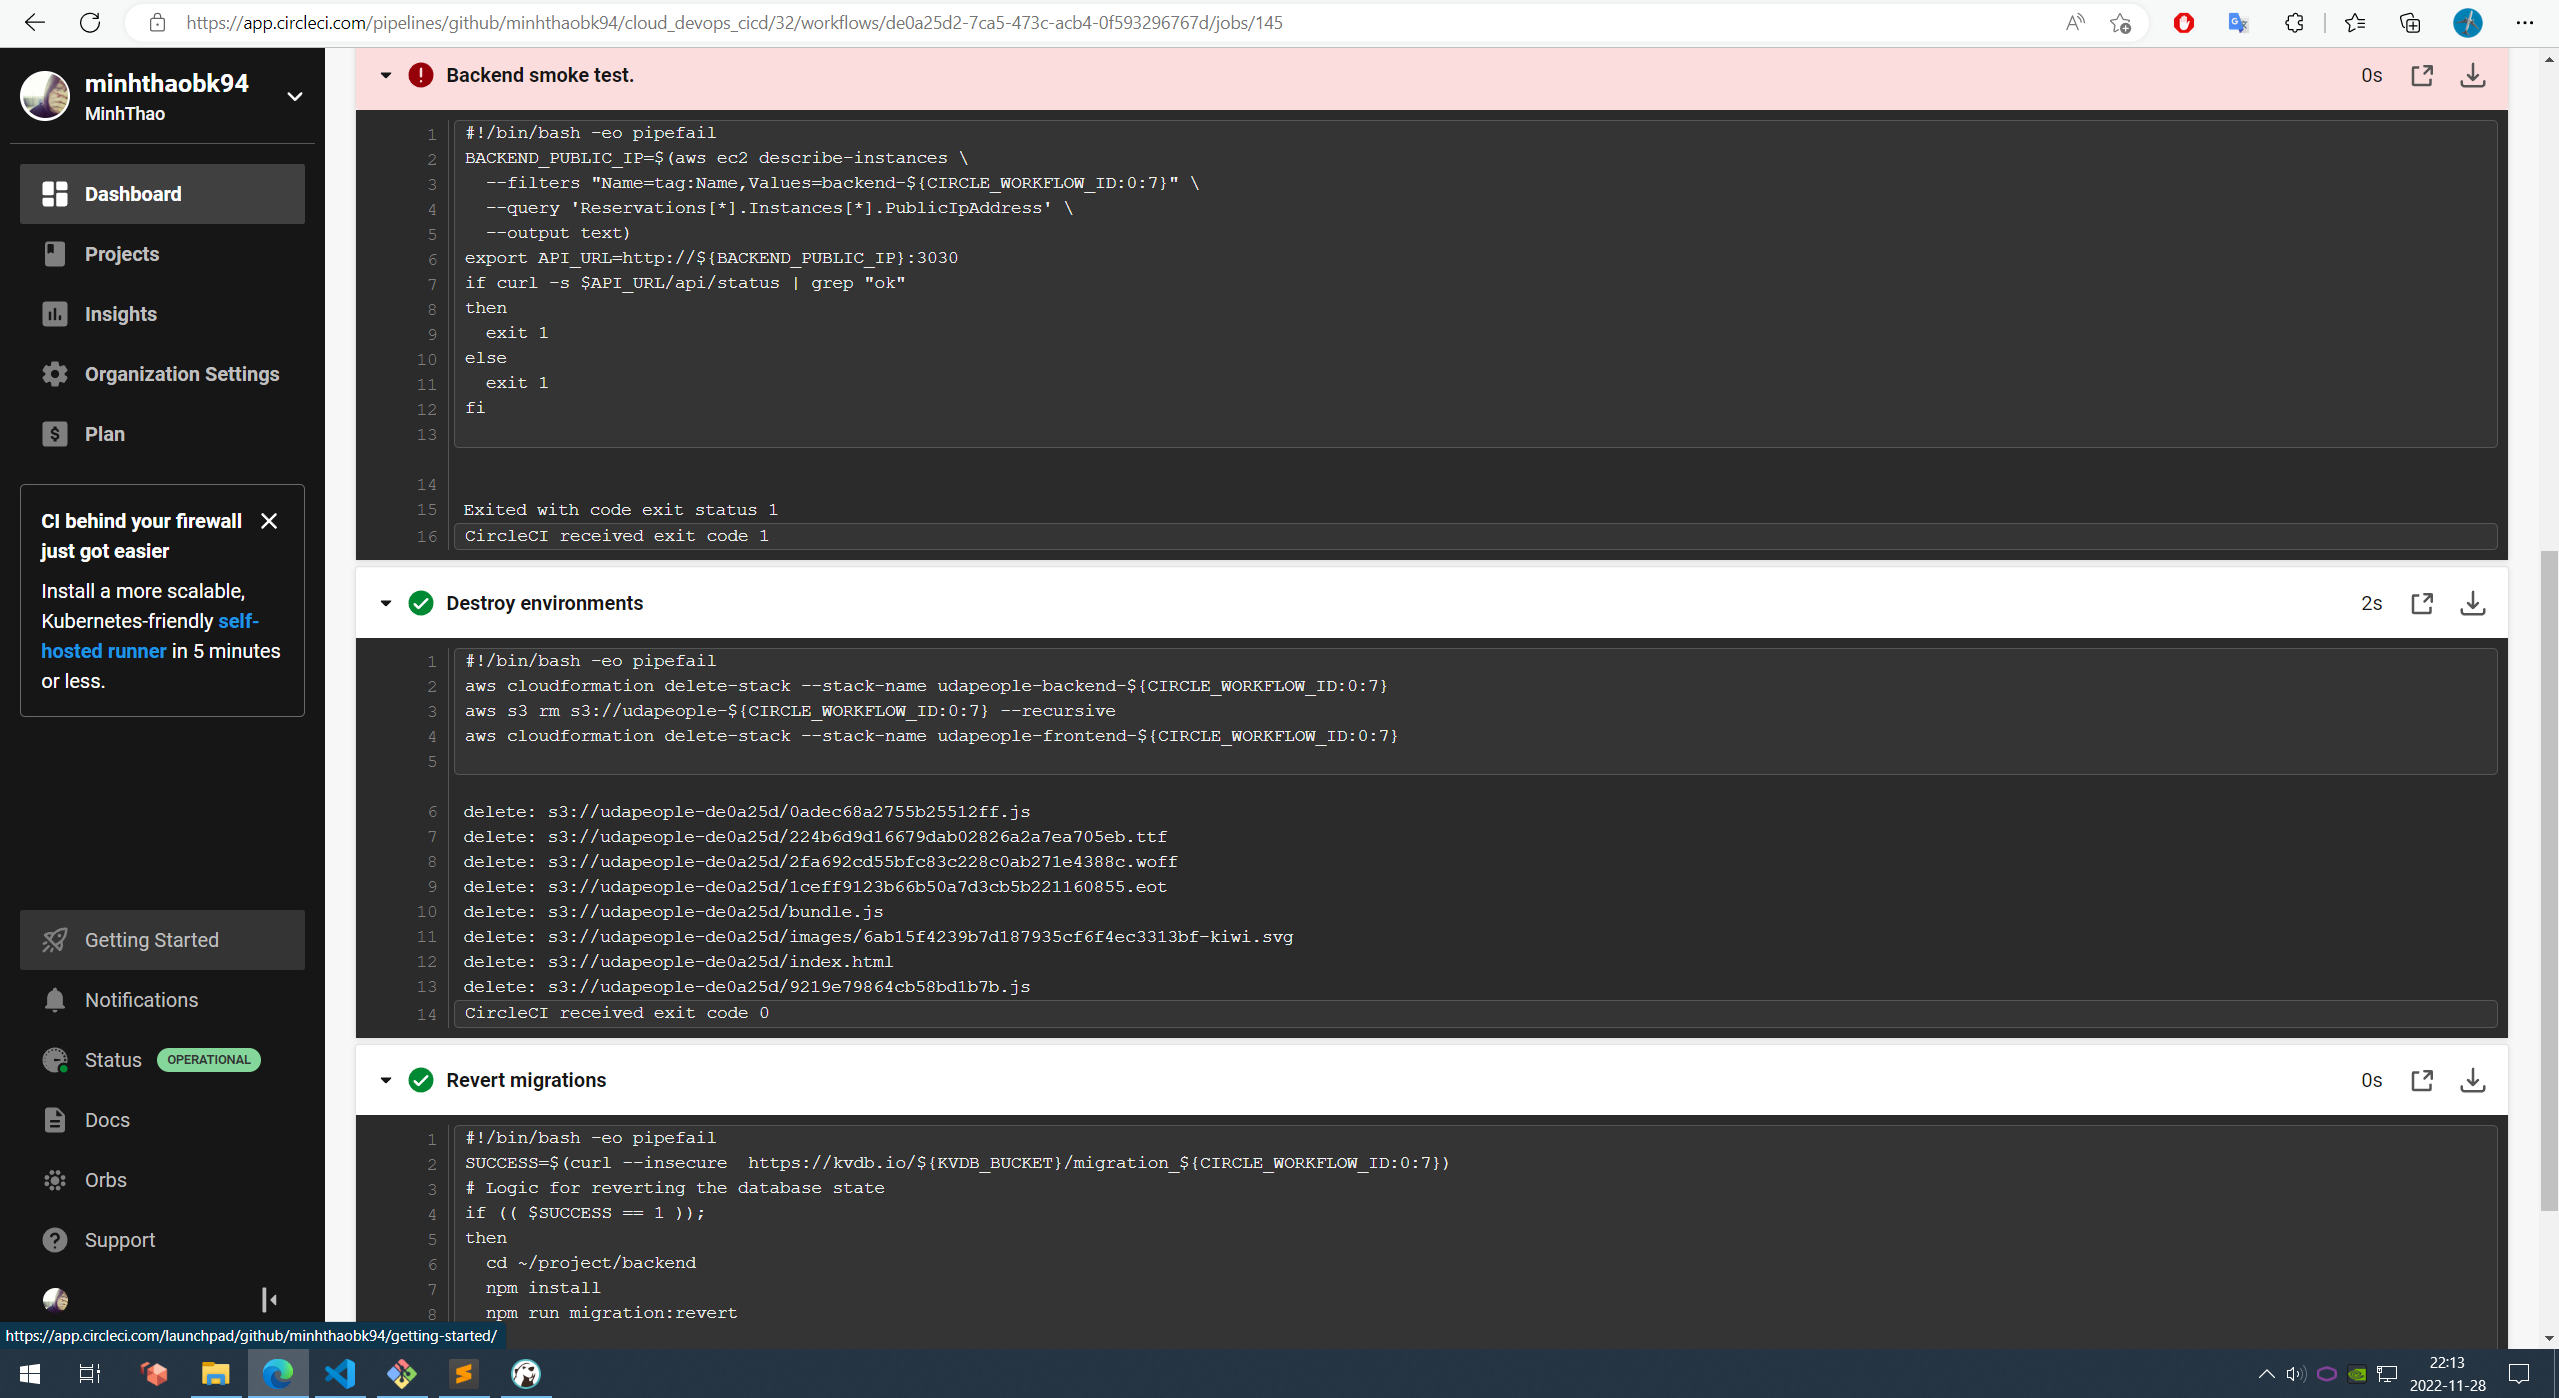 https://app.circleci.com/pipelines/github/minhthaobk94/cloud_devops_cicd/32/workflows/de0a25d2-7ca5-473c-acb4-0f593296767d/jobs/145
minhthaobk94
MinhThao
Dashboard
Projects
Insights
Organization Settings
Plan
CI behind your firewall
just got easier
Install a more scalable,
Kubernetes-friendly self-
hosted runner in 5 minutes
or less.
Getting Started
Notifications
Status OPERATIONAL
Docs
Orbs
Support
https://app.circleci.com/launchpad/github/minhthaobk94/getting-started/
Backend smoke test. 0s
1 #!/bin/bash -eo pipefail
2 BACKEND_PUBLIC_IP=$(aws ec2 describe-instances \
3 --filters "Name=tag:Name,Values=backend-${CIRCLE_WORKFLOW_ID:0:7}" \
4 --query 'Reservations[*].Instances[*].PublicIpAddress' \
5 --output text)
6 export API_URL=http://${BACKEND_PUBLIC_IP}:3030
7 if curl -s $API_URL/api/status | grep "ok"
8 then
9 exit 1
10 else
11 exit 1
12 fi
13
14
15 Exited with code exit status 1
16 CircleCI received exit code 1
Destroy environments 2s
1 #!/bin/bash -eo pipefail
2 aws cloudformation delete-stack --stack-name udapeople-backend-${CIRCLE_WORKFLOW_ID:0:7}
3 aws s3 rm s3://udapeople-${CIRCLE_WORKFLOW_ID:0:7} --recursive
4 aws cloudformation delete-stack --stack-name udapeople-frontend-${CIRCLE_WORKFLOW_ID:0:7}
5
6 delete: s3://udapeople-de0a25d/0adec68a2755b25512ff.js
7 delete: s3://udapeople-de0a25d/224b6d9d16679dab02826a2a7ea705eb.ttf
8 delete: s3://udapeople-de0a25d/2fa692cd55bfc83c228c0ab271e4388c.woff
9 delete: s3://udapeople-de0a25d/1ceff9123b66b50a7d3cb5b221160855.eot
10 delete: s3://udapeople-de0a25d/bundle.js
11 delete: s3://udapeople-de0a25d/images/6ab15f4239b7d187935cf6f4ec3313bf-kiwi.svg
12 delete: s3://udapeople-de0a25d/index.html
13 delete: s3://udapeople-de0a25d/9219e79864cb58bd1b7b.js
14 CircleCI received exit code 0
Revert migrations 0s
1 #!/bin/bash -eo pipefail
2 SUCCESS=$(curl --insecure  https://kvdb.io/${KVDB_BUCKET}/migration_${CIRCLE_WORKFLOW_ID:0:7})
3 # Logic for reverting the database state
4 if (( $SUCCESS == 1 ));
5 then
6 cd ~/project/backend
7 npm install
8 npm run migration:revert
22:13
2022-11-28